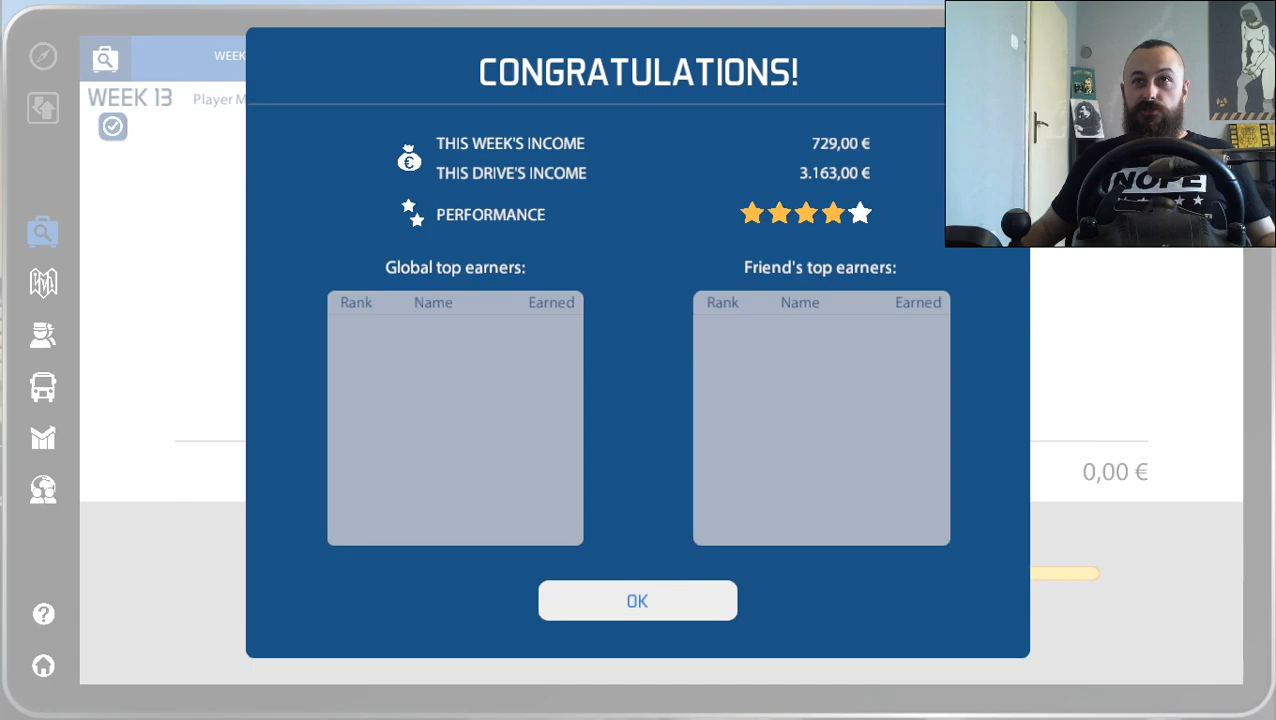 WEEK
WEEK 13 Player M
CONGRATULATIONS!
THIS WEEK'S INCOME 729,00 €
THIS DRIVE'S INCOME 3.163,00 €
PERFORMANCE
Global top earners:
Rank Name Earned
Friend's top earners:
Rank Name Earned
0,00 €
OK
NOPE